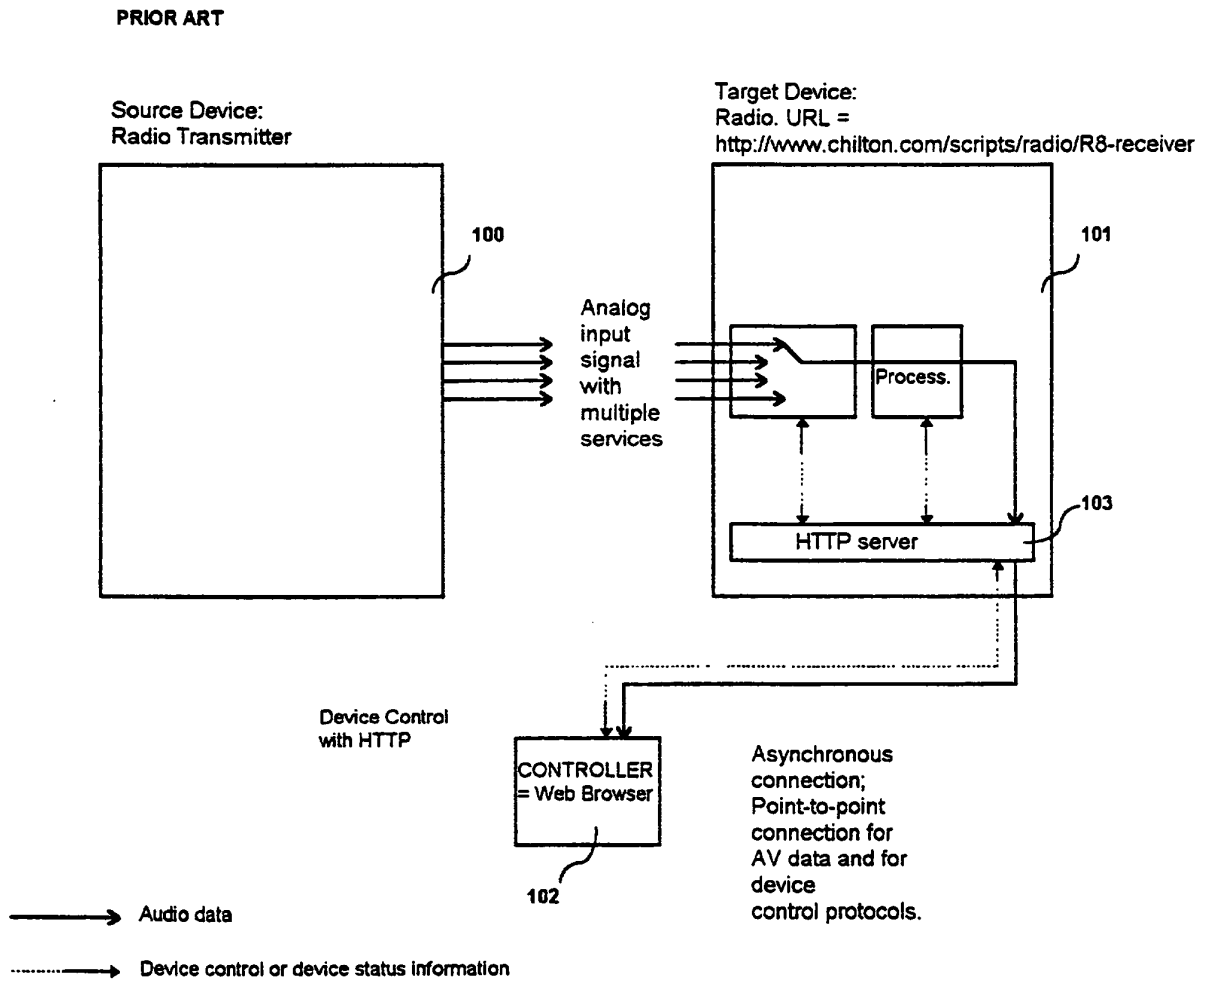 PRIOR ART
Source Device:
Radio Transmitter
Target Device:
Radio. URL =
http://www.chilton.com/scripts/radio/R8-receiver
100
101
Analog
input
signal
with
multiple
services
Process.
103
HTTP server
Device Control
with HTTP
CONTROLLER
= Web Browser
102
Asynchronous
connection;
Point-to-point
connection for
AV data and for
device
control protocols.
Audio data
Device control or device status information